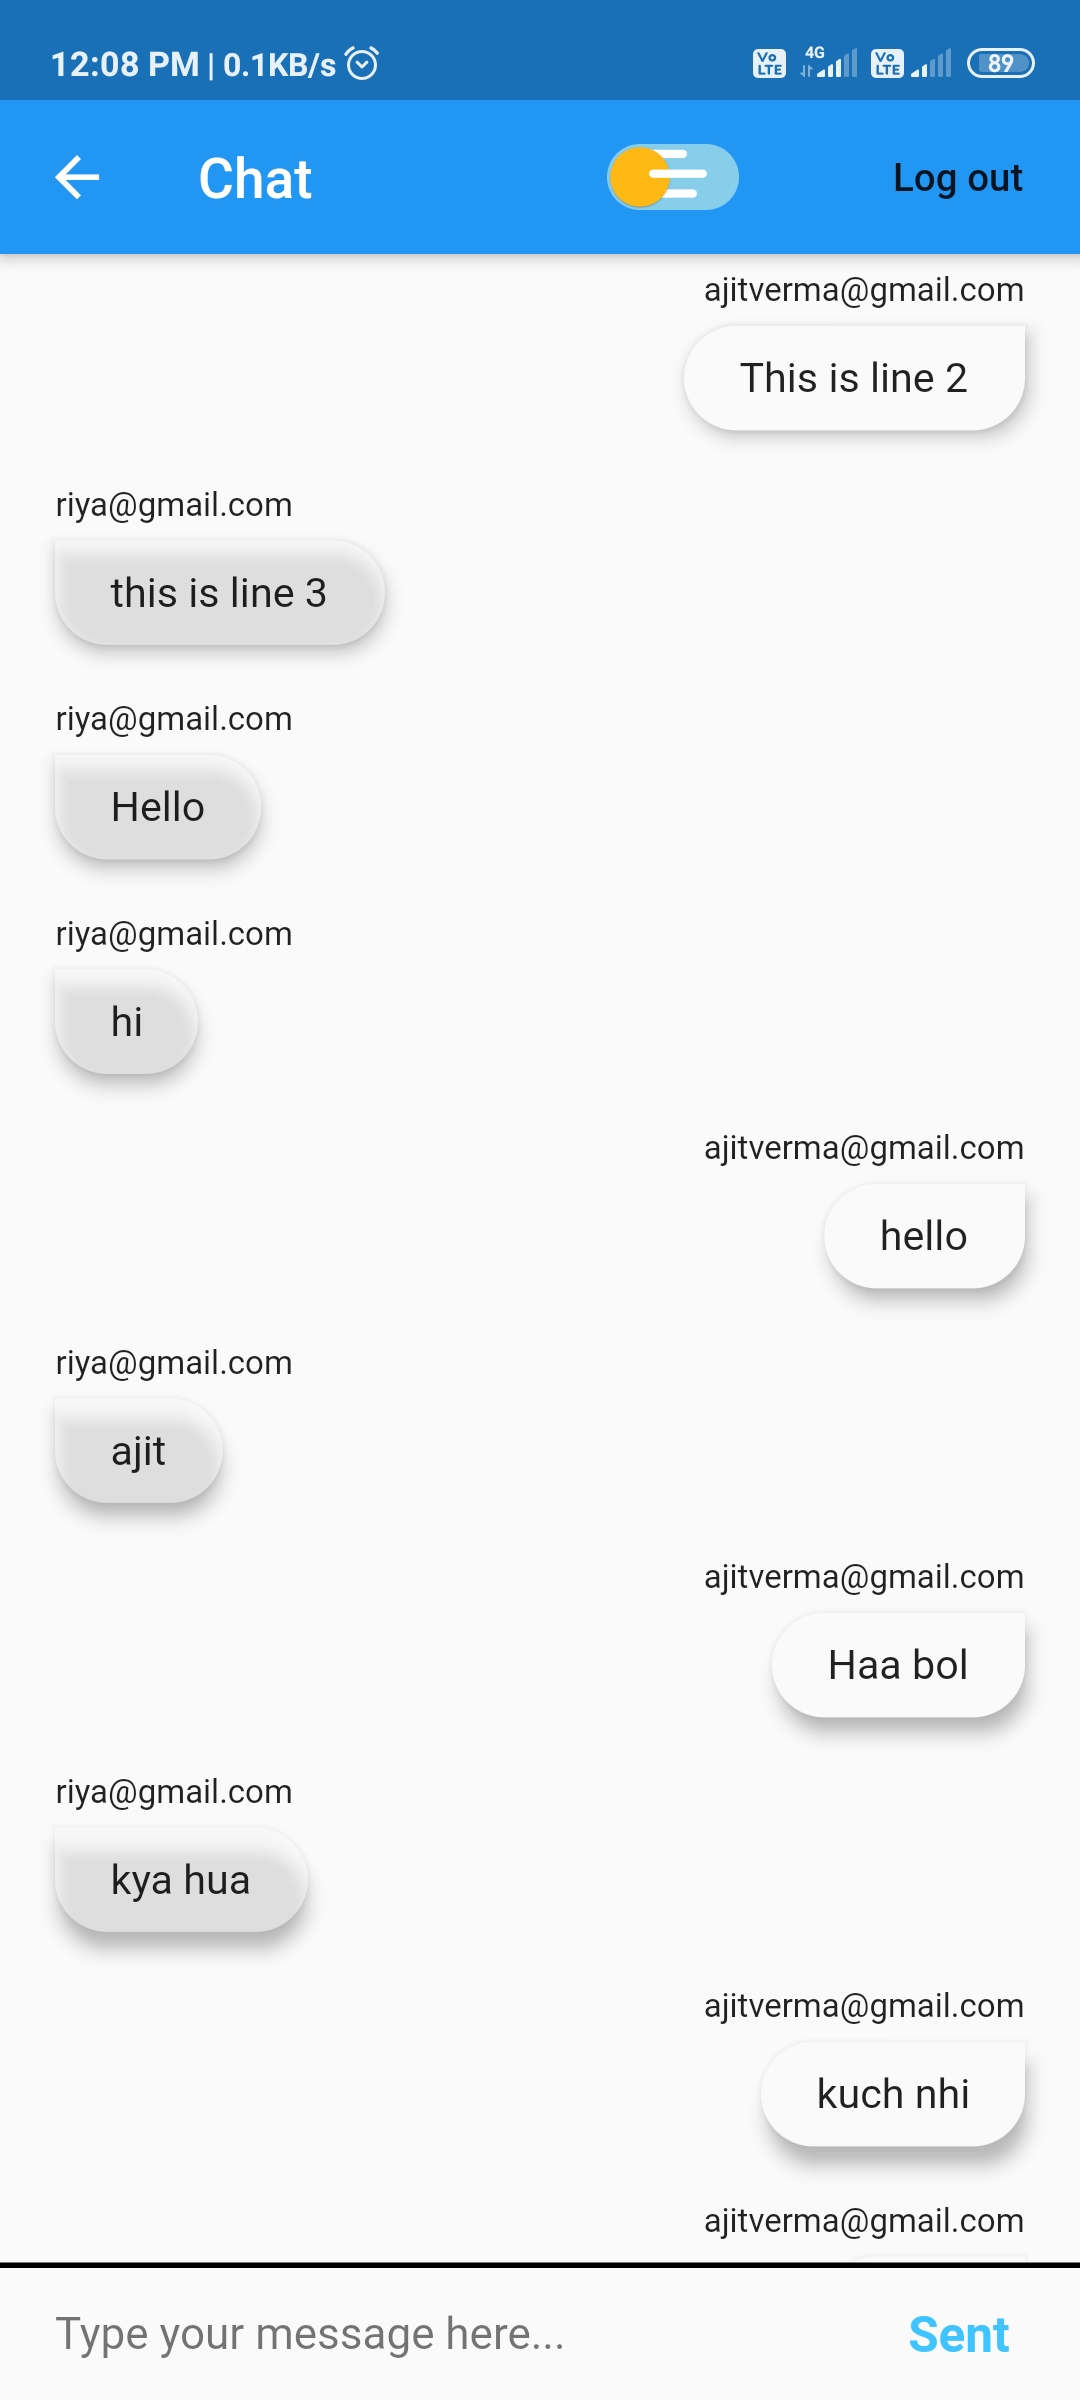 12:08 PM | 0.1KB/s
Vo LTE 4G Vo LTE 89
Chat
Log out
ajitverma@gmail.com
This is line 2
riya@gmail.com
this is line 3
riya@gmail.com
Hello
riya@gmail.com
hi
ajitverma@gmail.com
hello
riya@gmail.com
ajit
ajitverma@gmail.com
Haa bol
riya@gmail.com
kya hua
ajitverma@gmail.com
kuch nhi
ajitverma@gmail.com
Type your message here...
Sent